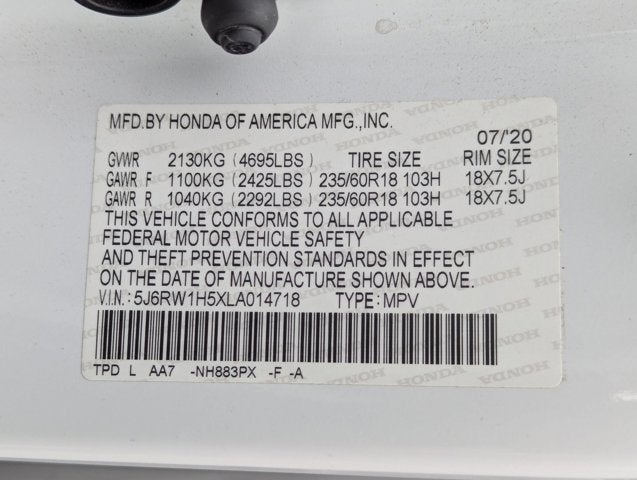 MFD.BY HONDA OF AMERICA MFG.,INC.
07/'20
GVWR 2130KG (4695LBS) TIRE SIZE RIM SIZE
GAWR F 1100KG (2425LBS) 235/60R18 103H 18X7.5J
GAWR R 1040KG (2292LBS) 235/60R18 103H 18X7.5J
THIS VEHICLE CONFORMS TO ALL APPLICABLE
FEDERAL MOTOR VEHICLE SAFETY
AND THEFT PREVENTION STANDARDS IN EFFECT
ON THE DATE OF MANUFACTURE SHOWN ABOVE.
V.I.N.: 5J6RW1H5XLA014718 TYPE: MPV
TPD L AA7 -NH883PX -F -A